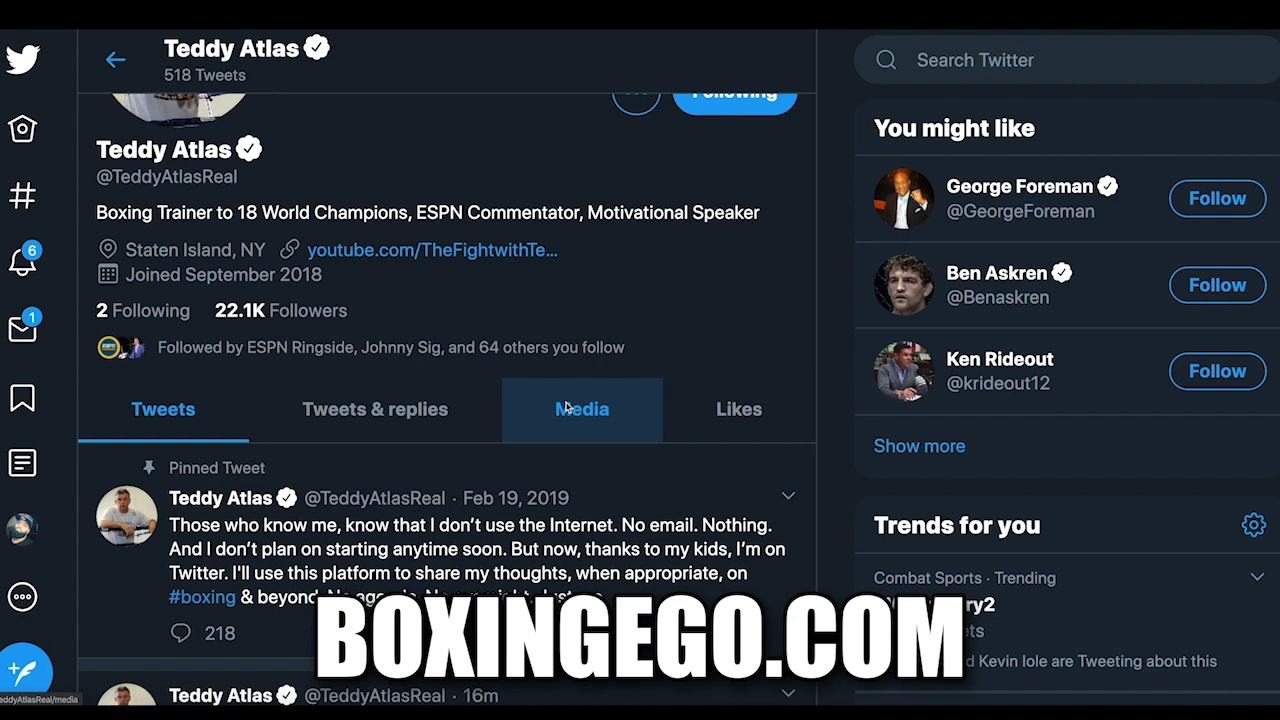 Teddy Atlas
518 Tweets
Following
Teddy Atlas
@TeddyAtlasReal
Boxing Trainer to 18 World Champions, ESPN Commentator, Motivational Speaker
Staten Island, NY youtube.com/TheFightwithTe...
Joined September 2018
2 Following 22.1K Followers
Followed by ESPN Ringside, Johnny Sig, and 64 others you follow
Tweets Tweets & replies Media Likes
Pinned Tweet
Teddy Atlas @TeddyAtlasReal · Feb 19, 2019
Those who know me, know that I don't use the Internet. No email. Nothing.
And I don't plan on starting anytime soon. But now, thanks to my kids, I'm on
Twitter. I'll use this platform to share my thoughts, when appropriate, on
#boxing & beyond
218
Teddy Atlas @TeddyAtlasReal · 16m
6
1
eddyAtlasReal/media
BOXINGEGO.COM
Search Twitter
You might like
George Foreman
@GeorgeForeman
Follow
Ben Askren
@Benaskren
Follow
Ken Rideout
@krideout12
Follow
Show more
Trends for you
Combat Sports · Trending
ry2
ets
d Kevin Iole are Tweeting about this